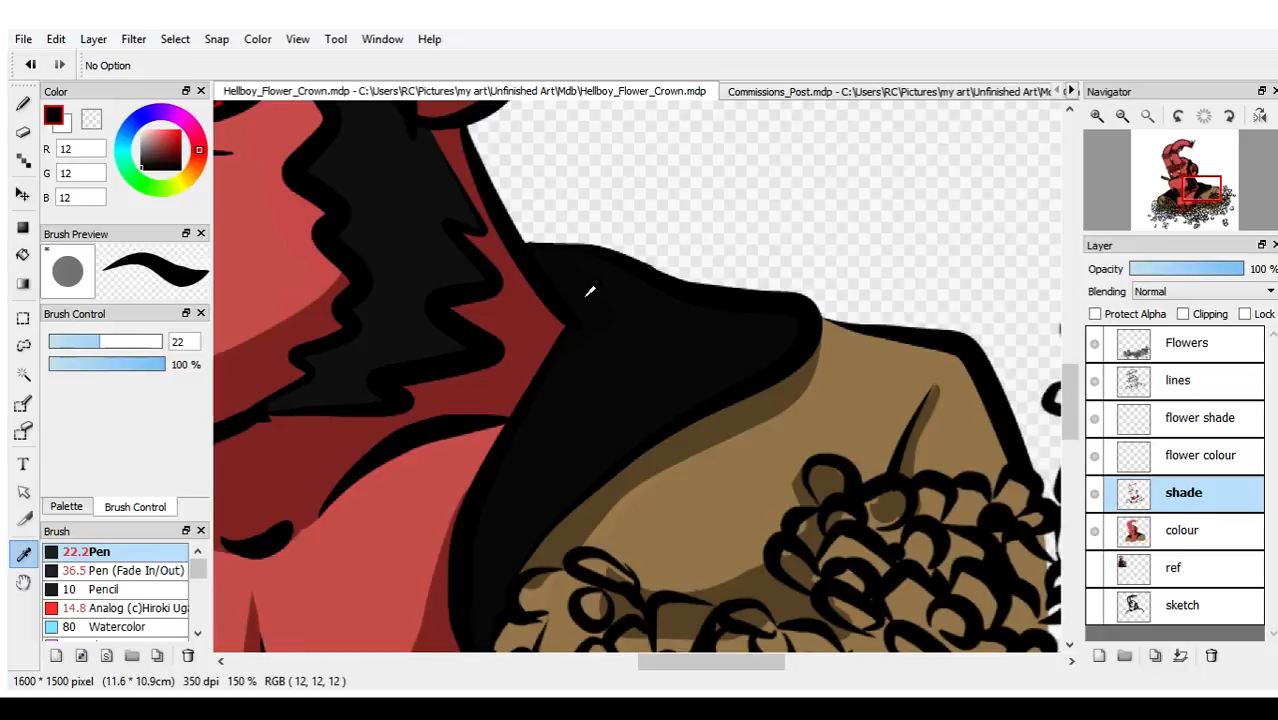 File Edit Layer Filter Select Snap Color View Tool Window Help
No Option
Color
R 12
G 12
B 12
Brush Preview
*
Brush Control
22
100 %
Palette Brush Control
Brush
22.2 Pen
36.5 Pen (Fade In/Out)
10 Pencil
14.8 Analog (c)Hiroki Ug
80 Watercolor
Hellboy_Flower_Crown.mdp - C:\Users\RC\Pictures\my art\Unfinished Art\Mdb\Hellboy_Flower_Crown.mdp
Commissions_Post.mdp - C:\Users\RC\Pictures\my art\Unfinished Art\Mc
Navigator
Layer
Opacity 100 %
Blending Normal
Protect Alpha Clipping Lock
Flowers
lines
flower shade
flower colour
shade
colour
ref
sketch
1600 * 1500 pixel (11.6 * 10.9cm) 350 dpi 150 % RGB ( 12, 12, 12 )